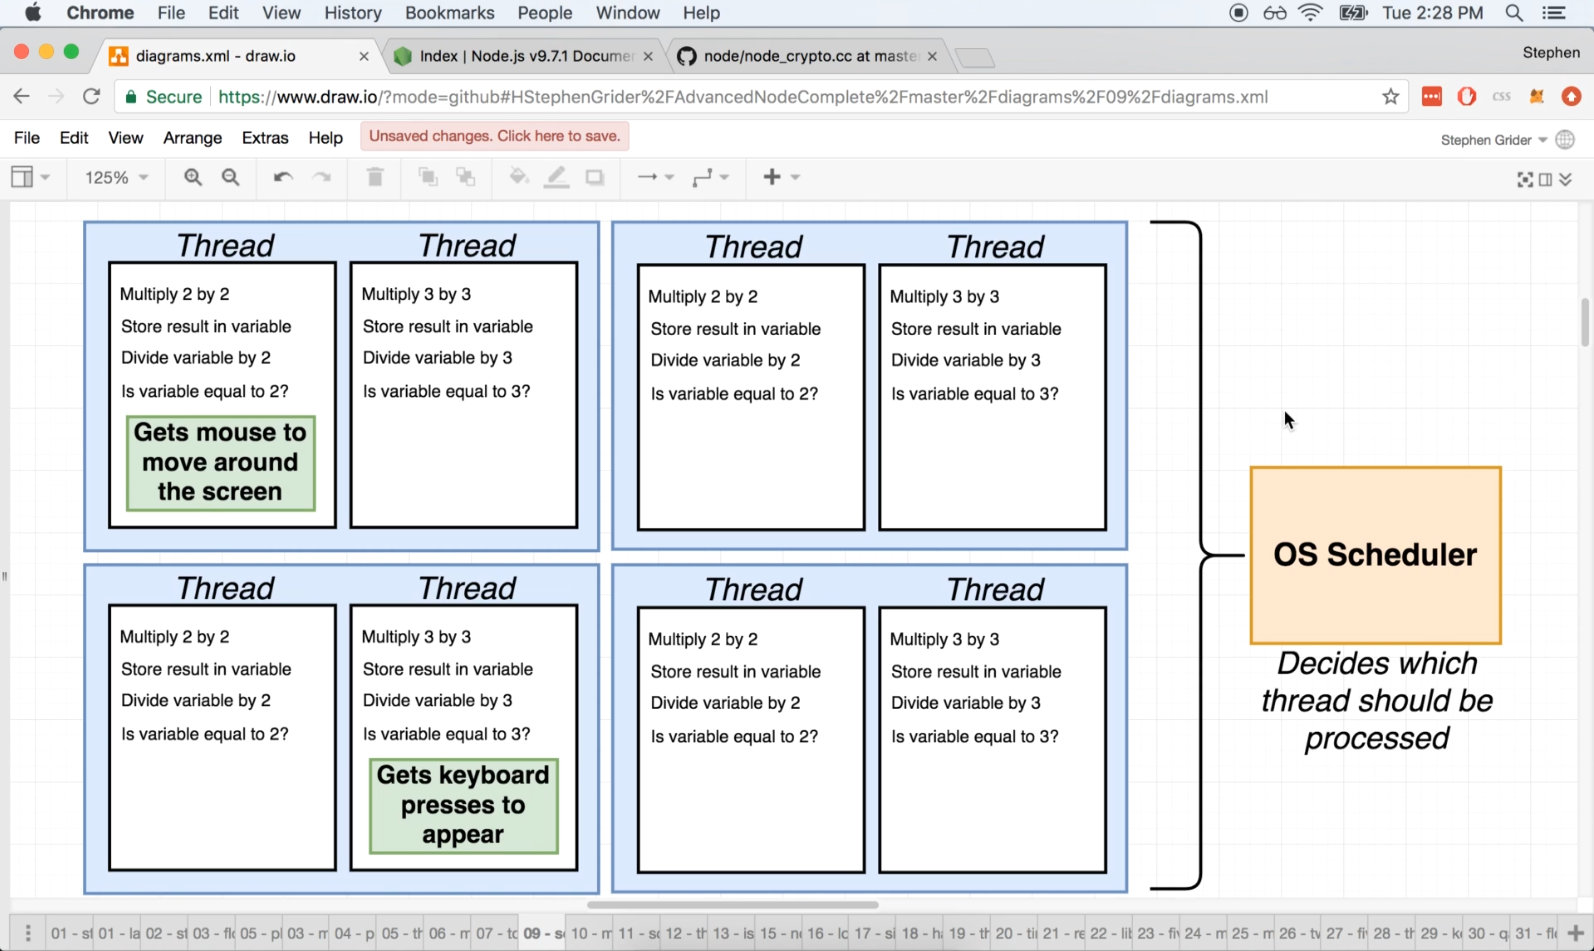 Chrome File Edit View History Bookmarks People Window Help Tue 2:28 PM
diagrams.xml - draw.io Index | Node.js v9.7.1 Documen node/node_crypto.cc at master Stephen
Secure https://www.draw.io/?mode=github#HStephenGrider%2FAdvancedNodeComplete%2Fmaster%2Fdiagrams%2F09%2Fdiagrams.xml CSS
File Edit View Arrange Extras Help Unsaved changes. Click here to save. Stephen Grider
125%
Thread
Multiply 2 by 2
Store result in variable
Divide variable by 2
Is variable equal to 2?
Gets mouse to
move around
the screen
Thread
Multiply 3 by 3
Store result in variable
Divide variable by 3
Is variable equal to 3?
Thread
Multiply 2 by 2
Store result in variable
Divide variable by 2
Is variable equal to 2?
Thread
Multiply 3 by 3
Store result in variable
Divide variable by 3
Is variable equal to 3?
Thread
Multiply 2 by 2
Store result in variable
Divide variable by 2
Is variable equal to 2?
Thread
Multiply 3 by 3
Store result in variable
Divide variable by 3
Is variable equal to 3?
Gets keyboard
presses to
appear
Thread
Multiply 2 by 2
Store result in variable
Divide variable by 2
Is variable equal to 2?
Thread
Multiply 3 by 3
Store result in variable
Divide variable by 3
Is variable equal to 3?
OS Scheduler
Decides which
thread should be
processed
01 - st 01 - la 02 - st 03 - flo 05 - pl 03 - m 04 - p 05 - th 06 - m 07 - to 09 - s 10 - m 11 - sc 12 - th 13 - is 15 - n 16 - lo 17 - si 18 - ha 19 - th 20 - ti 21 - re 22 - li 23 - fi 24 - m 25 - m 26 - tv 27 - fi 28 - th 29 - k 30 - q 31 - fl